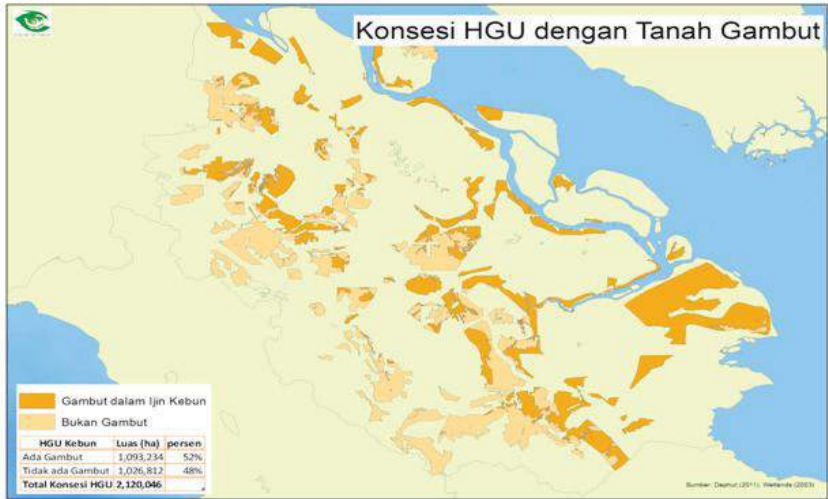 Konsesi HGU dengan Tanah Gambut
Gambut dalam Ijin Kebun
Bukan Gambut
HGU Kebun Luas (ha) persen
Ada Gambut 1,093,234 52%
Tidak ada Gambut 1,026,812 48%
Total Konsesi HGU 2,120,046
Sumber: Dephut (2011), Wetlands (2003)